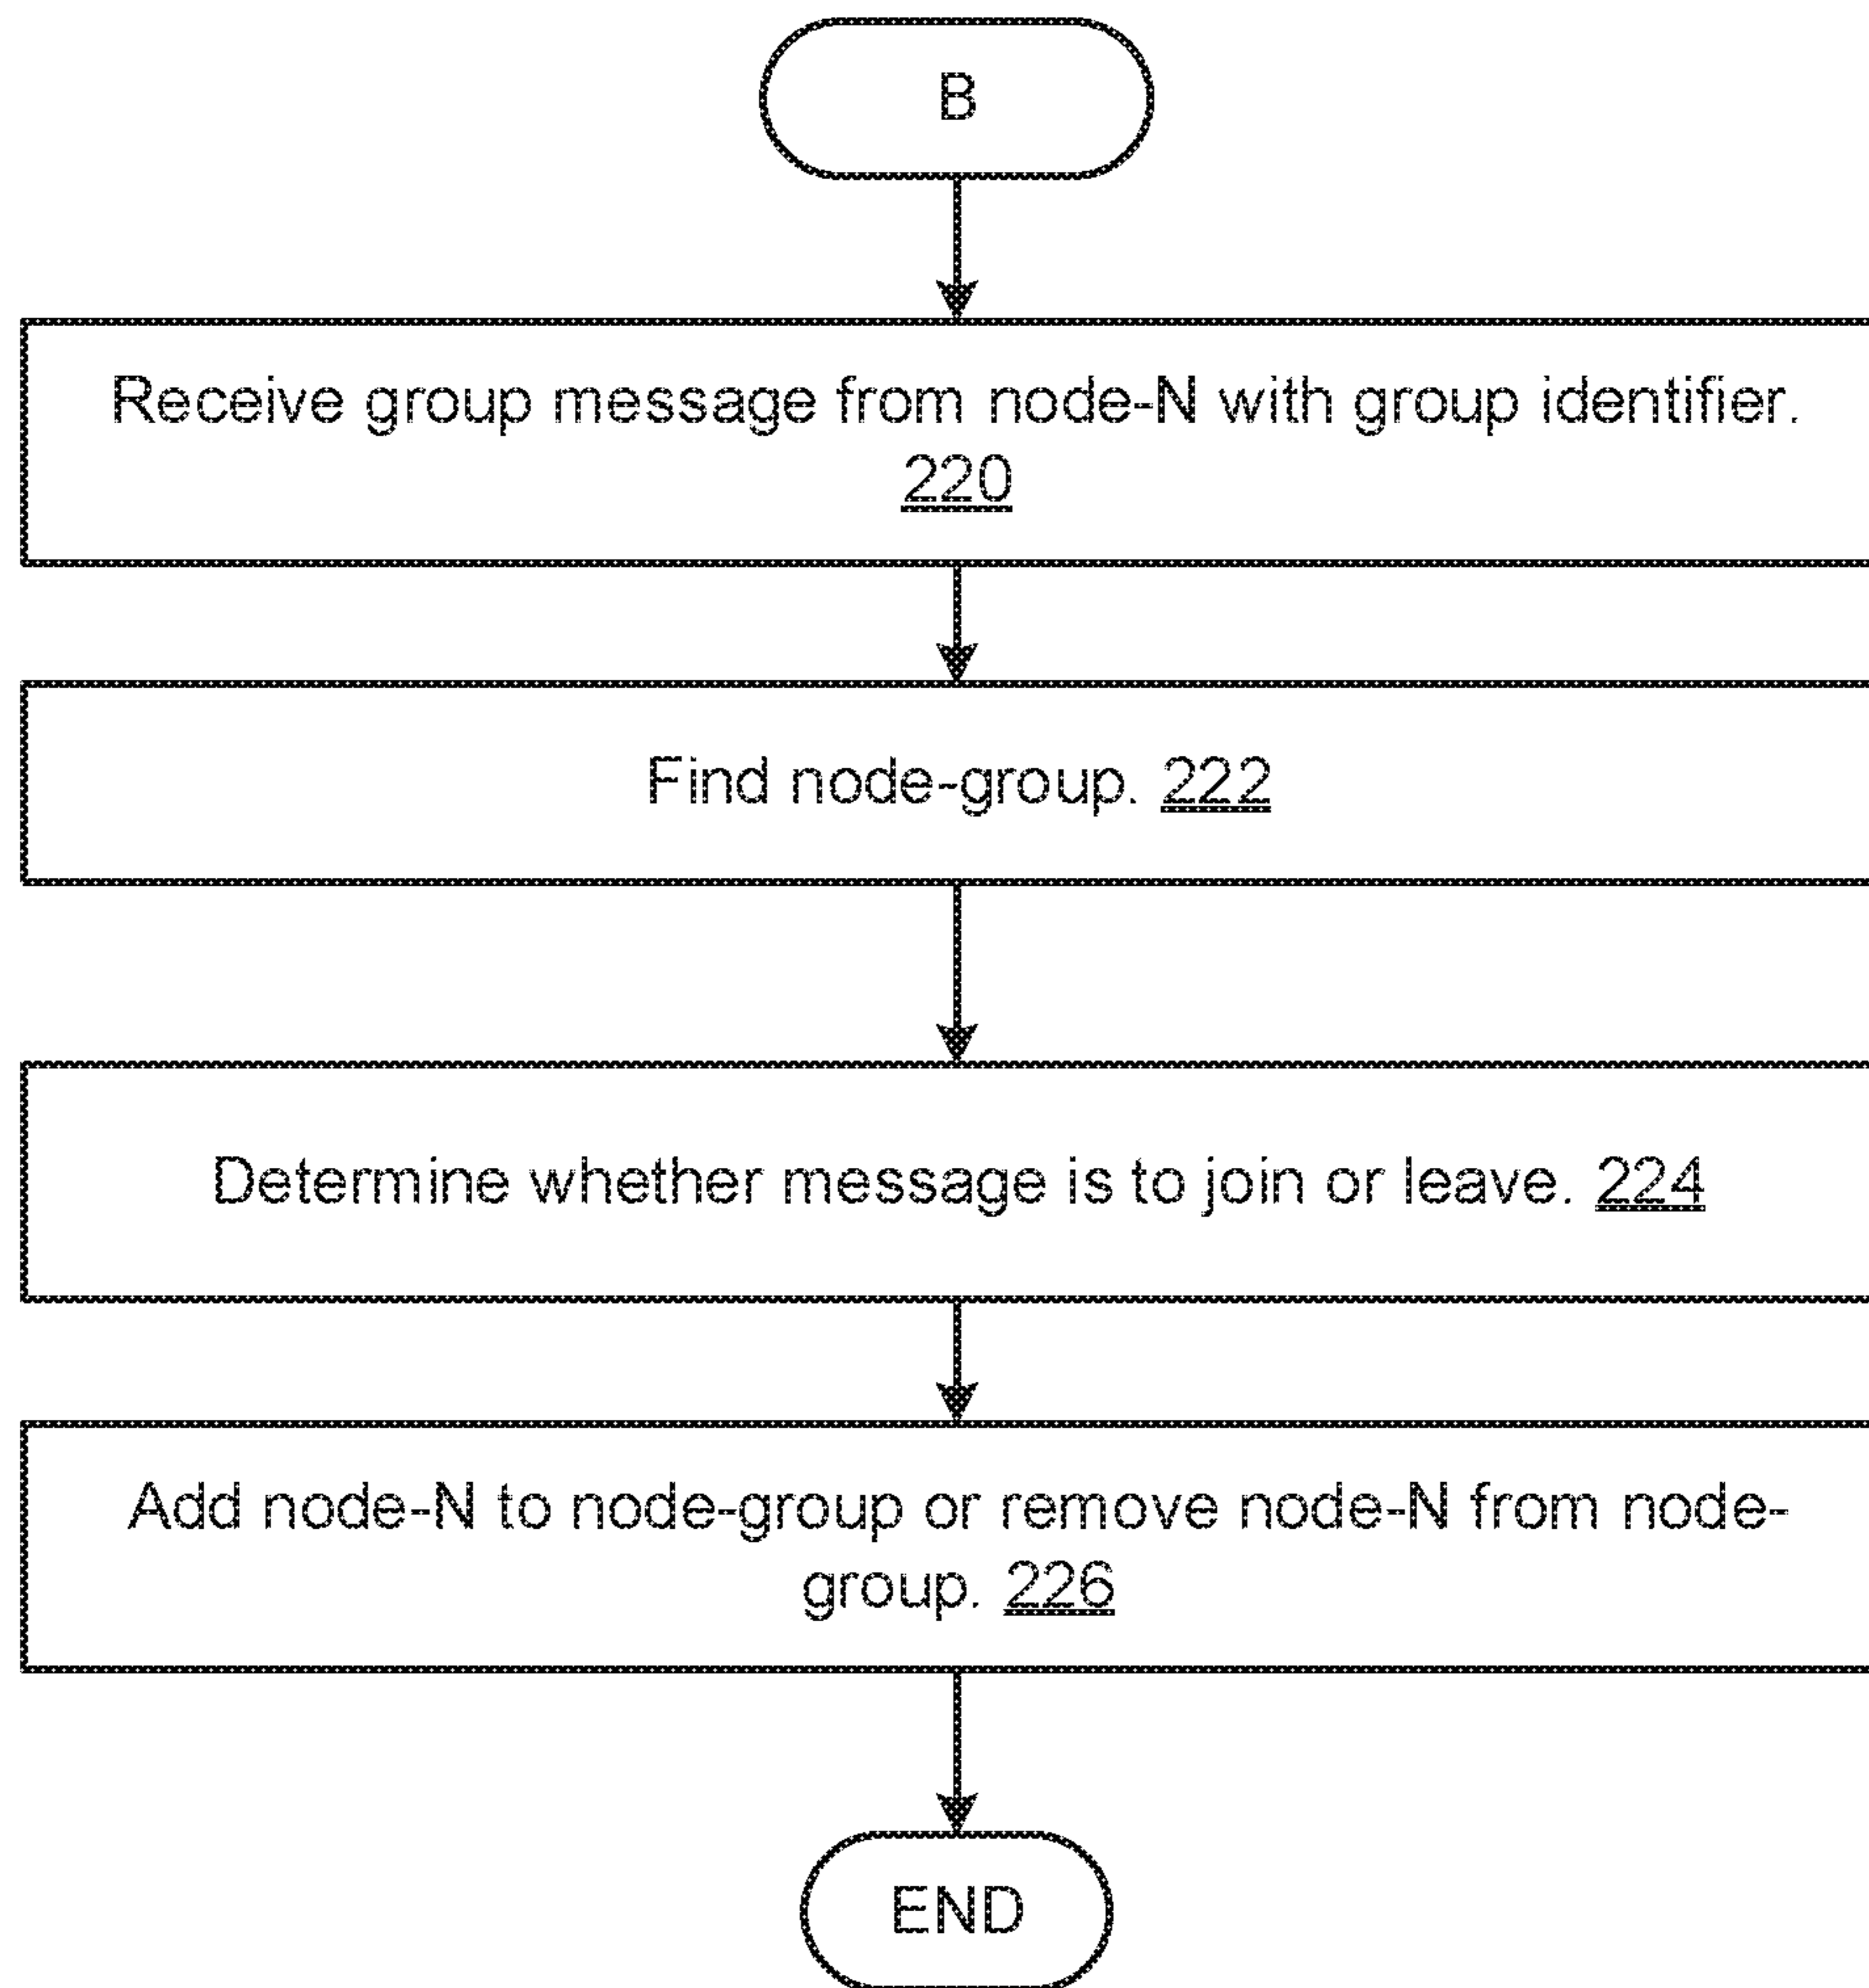 B
Receive group message from node-N with group identifier.
220
Find node-group. 222
Determine whether message is to join or leave. 224
Add node-N to node-group or remove node-N from node-
group. 226
END